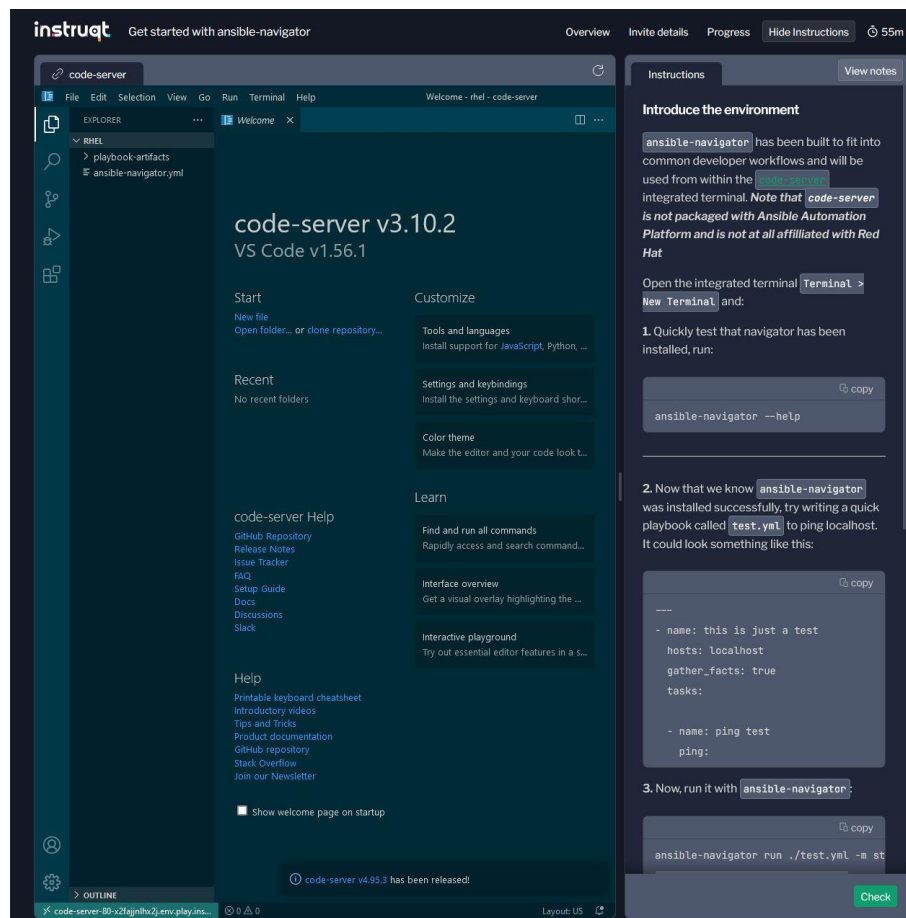 instruqt Get started with ansible-navigator Overview Invite details Progress Hide Instructions 55m
code-server
File Edit Selection View Go Run Terminal Help Welcome - rhel - code-server
EXPLORER ...
RHEL
playbook-artifacts
ansible-navigator.yml
Welcome
code-server v3.10.2
VS Code v1.56.1
Start
New file
Open folder... or clone repository...
Recent
No recent folders
code-server Help
GitHub Repository
Release Notes
Issue Tracker
FAQ
Setup Guide
Docs
Discussions
Slack
Help
Printable keyboard cheatsheet
Introductory videos
Tips and Tricks
Product documentation
GitHub repository
Stack Overflow
Join our Newsletter
Show welcome page on startup
Customize
Tools and languages
Install support for JavaScript, Python, ...
Settings and keybindings
Install the settings and keyboard shor...
Color theme
Make the editor and your code look t...
Learn
Find and run all commands
Rapidly access and search command...
Interface overview
Get a visual overlay highlighting the ...
Interactive playground
Try out essential editor features in a s...
code-server v4.95.3 has been released!
OUTLINE
code-server-80-x2fajjnlhx2j.env.play.ins... 0 0 Layout: US
Instructions View notes
Introduce the environment
ansible-navigator has been built to fit into
common developer workflows and will be
used from within the code-server
integrated terminal. Note that code-server
is not packaged with Ansible Automation
Platform and is not at all affilliated with Red
Hat
Open the integrated terminal Terminal >
New Terminal and:
1. Quickly test that navigator has been
installed, run:
copy
ansible-navigator --help
2. Now that we know ansible-navigator
was installed successfully, try writing a quick
playbook called test.yml to ping localhost.
It could look something like this:
copy
---
- name: this is just a test
hosts: localhost
gather_facts: true
tasks:
- name: ping test
ping:
3. Now, run it with ansible-navigator :
copy
ansible-navigator run ./test.yml -m st
Check